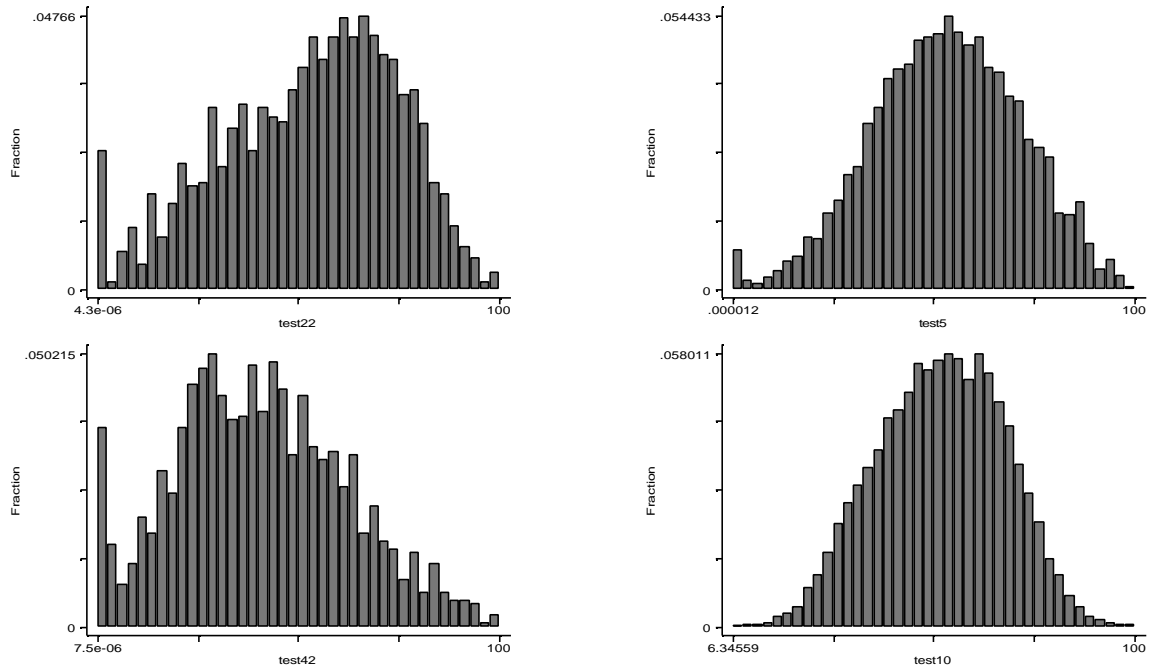 .04766
Fraction
0
4.3e-06
100
test22
.054433
Fraction
0
.000012
100
test5
.050215
Fraction
0
7.5e-06
100
test42
.058011
Fraction
0
6.34559
100
test10